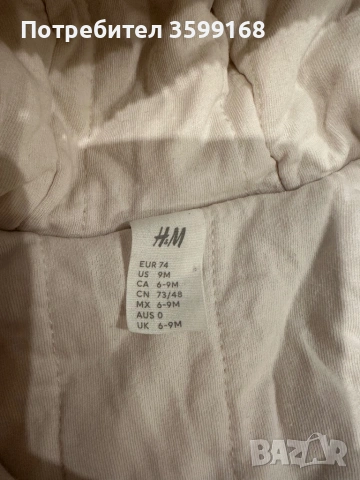 Потребител 3599168
H&M
EUR 74
US 9M
CA 6-9M
CN 73/48
MX 6-9M
AUS 0
UK 6-9M
BAZAR